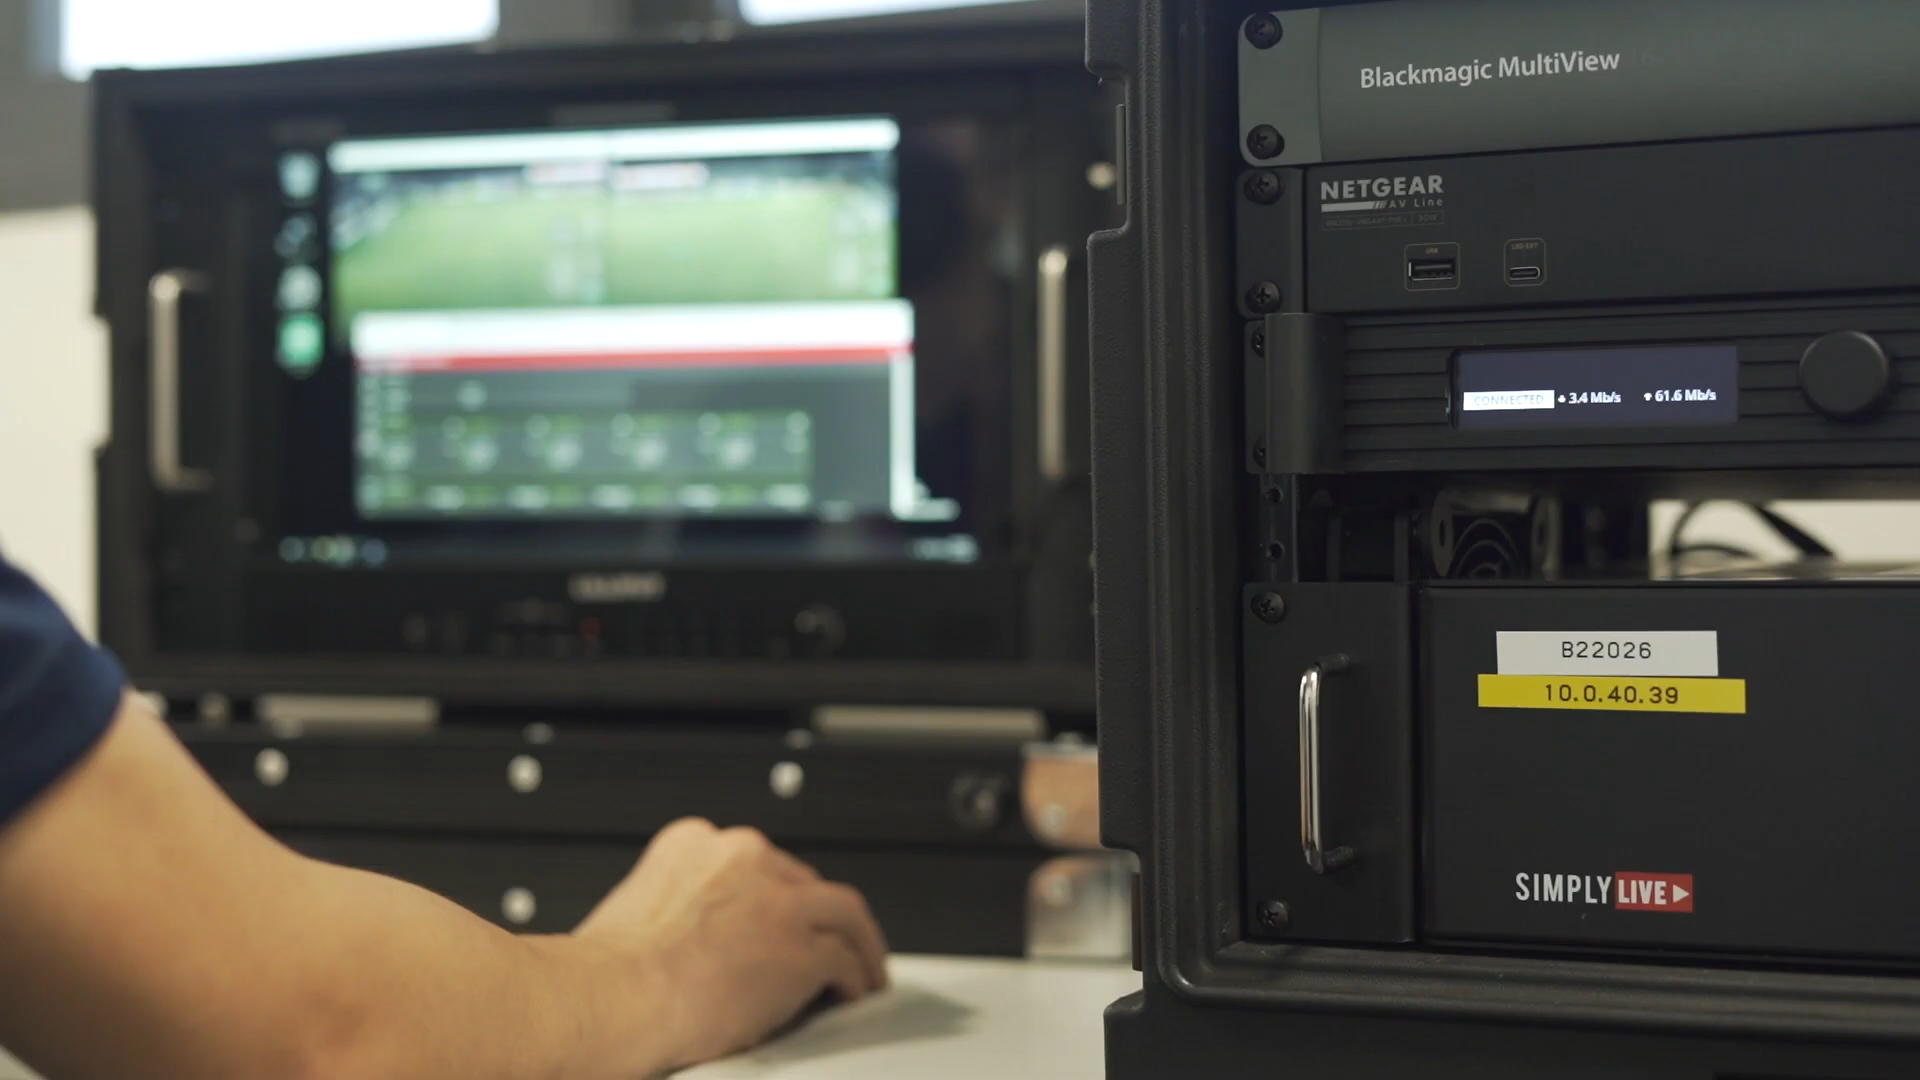 Blackmagic MultiView
NETGEAR
AV Line
USB
CONNECTED 3.4 Mb/s 61.6 Mb/s
B22026
10.0.40.39
SIMPLY LIVE